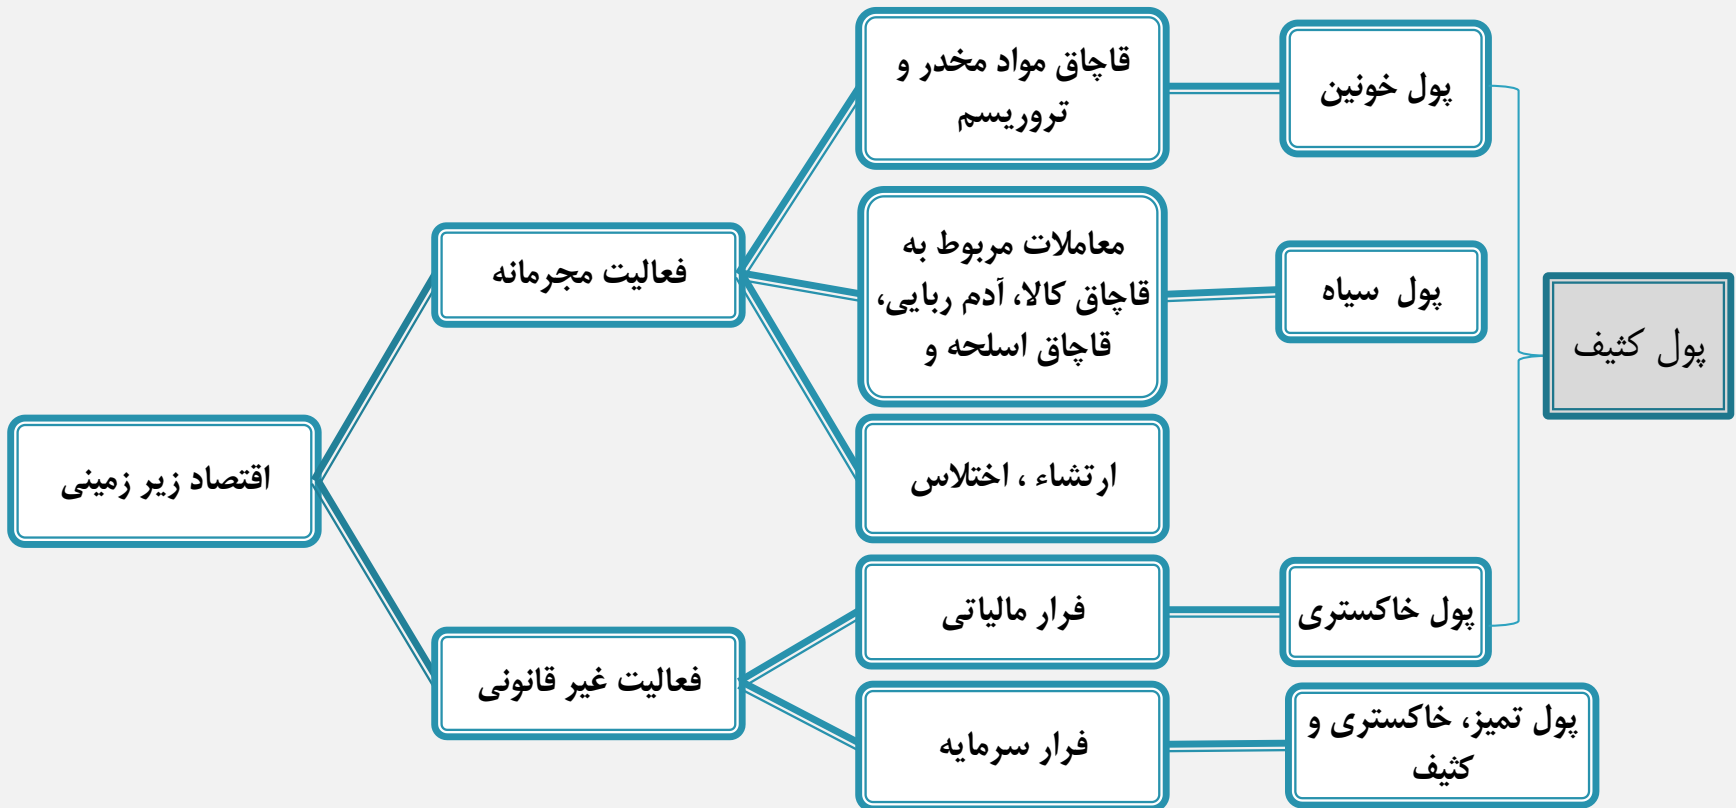 اقتصاد زیر زمینی
فعالیت مجرمانه
قاچاق مواد مخدر و
تروریسم
پول خونین
معاملات مربوط به
قاچاق کالا، آدم ربایی،
قاچاق اسلحه و
پول سیاه
ارتشاء ، اختلاس
فعالیت غیر قانونی
فرار مالیاتی
پول خاکستری
فرار سرمایه
پول تمیز، خاکستری و
کثیف
پول کثیف